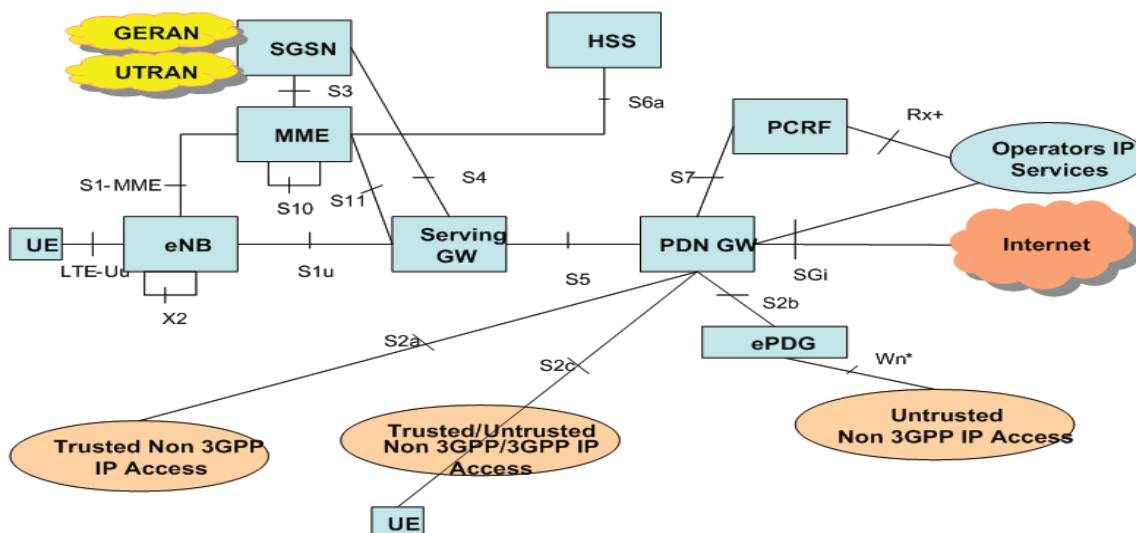 GERAN
SGSN
HSS
UTRAN
S3
S6a
MME
PCRF
Rx+
Operators IP
Services
S1-MME
S10
S11
S4
S7
UE
eNB
Serving
GW
PDN GW
Internet
LTE-Uu
S1u
S5
SGi
X2
S2b
S2a
ePDG
S2c
Wn*
Trusted Non 3GPP
IP Access
Trusted/Untrusted
Non 3GPP/3GPP IP
Access
Untrusted
Non 3GPP IP Access
UE